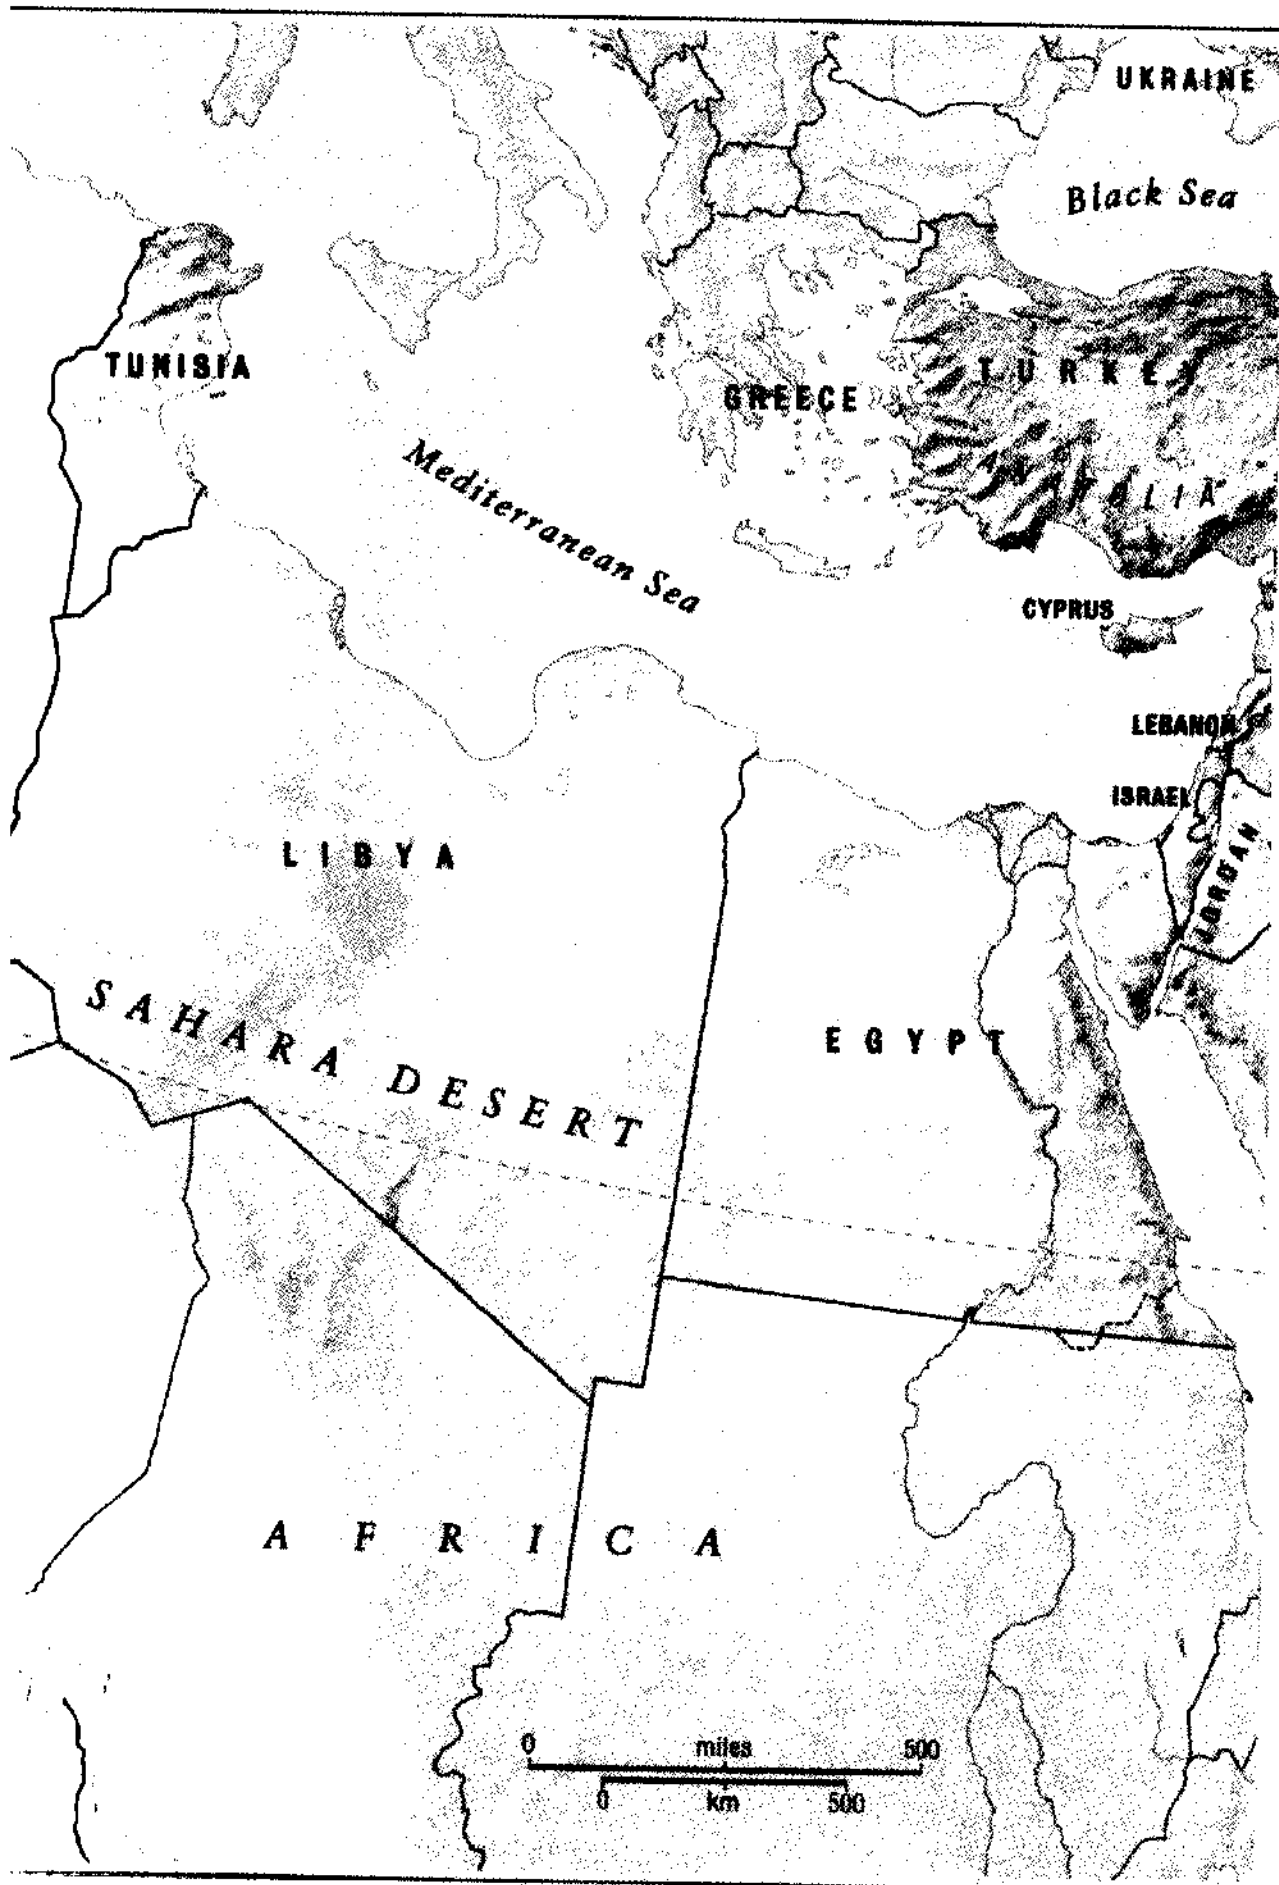 UKRAINE
Black Sea
TUNISIA
TURKEY
GREECE
Mediterranean Sea
ANATOLIA
CYPRUS
LEBANON
ISRAEL
LIBYA
JORDAN
SAHARA DESERT
EGYPT
AFRICA
0 miles 500
0 km 500